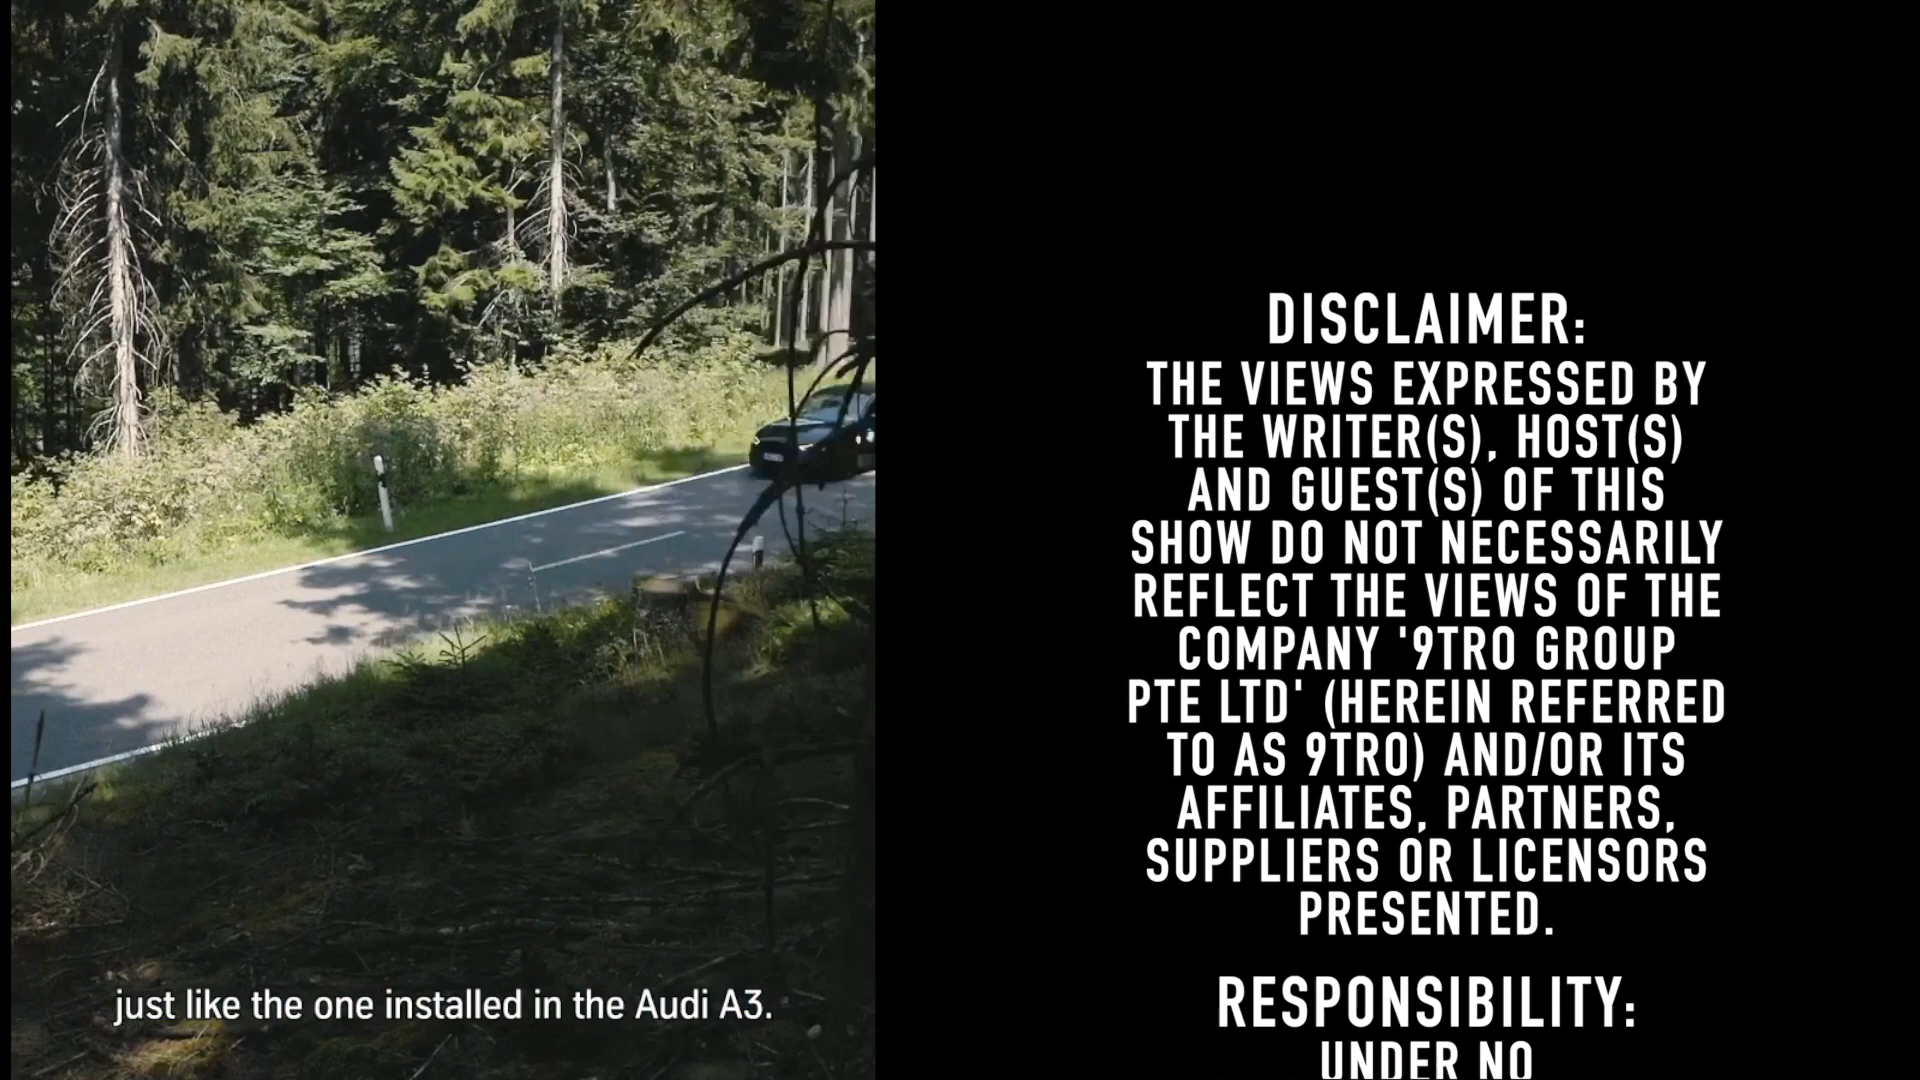 just like the one installed in the Audi A3.
DISCLAIMER:
THE VIEWS EXPRESSED BY
THE WRITER(S), HOST(S)
AND GUEST(S) OF THIS
SHOW DO NOT NECESSARILY
REFLECT THE VIEWS OF THE
COMPANY '9TRO GROUP
PTE LTD' (HEREIN REFERRED
TO AS 9TRO) AND/OR ITS
AFFILIATES, PARTNERS,
SUPPLIERS OR LICENSORS
PRESENTED.
RESPONSIBILITY:
UNDER NO